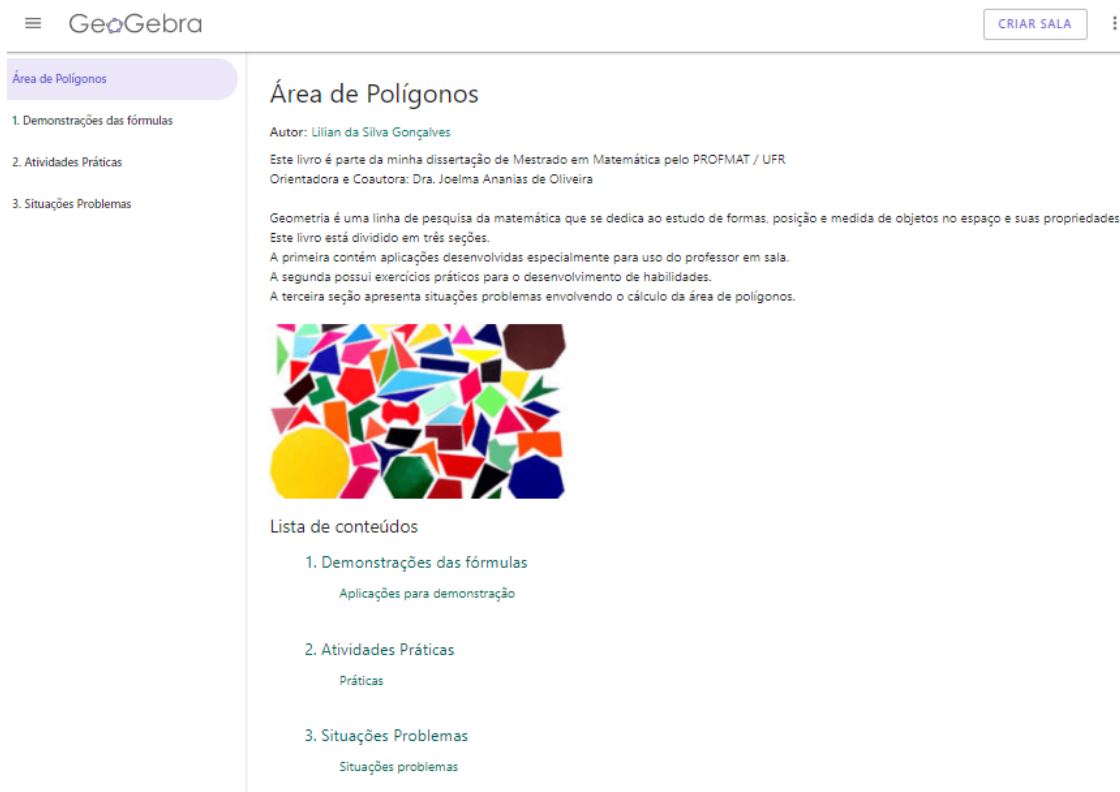 GeoGebra
CRIAR SALA
Área de Polígonos
1. Demonstrações das fórmulas
2. Atividades Práticas
3. Situações Problemas
Área de Polígonos
Autor: Lilian da Silva Gonçalves
Este livro é parte da minha dissertação de Mestrado em Matemática pelo PROFMAT / UFR
Orientadora e Coautora: Dra. Joelma Ananias de Oliveira
Geometria é uma linha de pesquisa da matemática que se dedica ao estudo de formas, posição e medida de objetos no espaço e suas propriedades
Este livro está dividido em três seções.
A primeira contém aplicações desenvolvidas especialmente para uso do professor em sala.
A segunda possui exercícios práticos para o desenvolvimento de habilidades.
A terceira seção apresenta situações problemas envolvendo o cálculo da área de polígonos.
Lista de conteúdos
1. Demonstrações das fórmulas
Aplicações para demonstração
2. Atividades Práticas
Práticas
3. Situações Problemas
Situações problemas